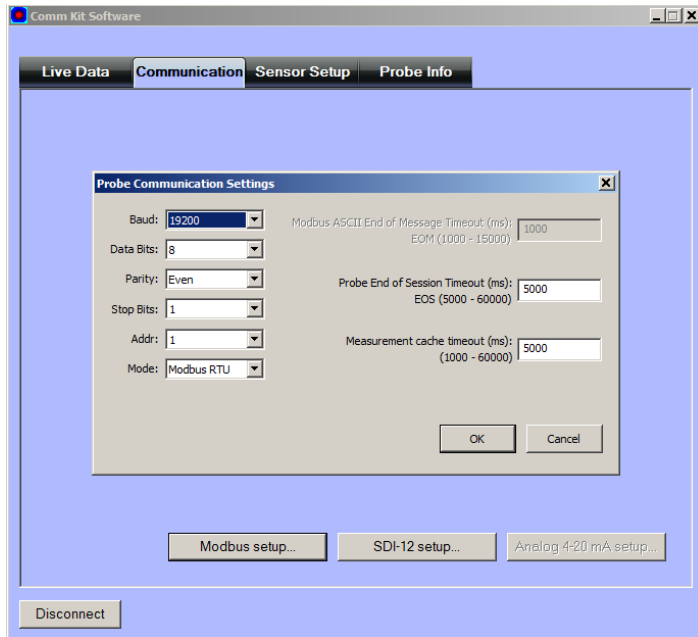 Comm Kit Software
Live Data Communication Sensor Setup Probe Info
Probe Communication Settings
Baud: 19200
Data Bits: 8
Parity: Even
Stop Bits: 1
Addr: 1
Mode: Modbus RTU
Modbus ASCII End of Message Timeout (ms):
EOM (1000 - 15000)
1000
Probe End of Session Timeout (ms):
EOS (5000 - 60000)
5000
Measurement cache timeout (ms):
(1000 - 60000)
5000
OK Cancel
Modbus setup... SDI-12 setup... Analog 4-20 mA setup...
Disconnect